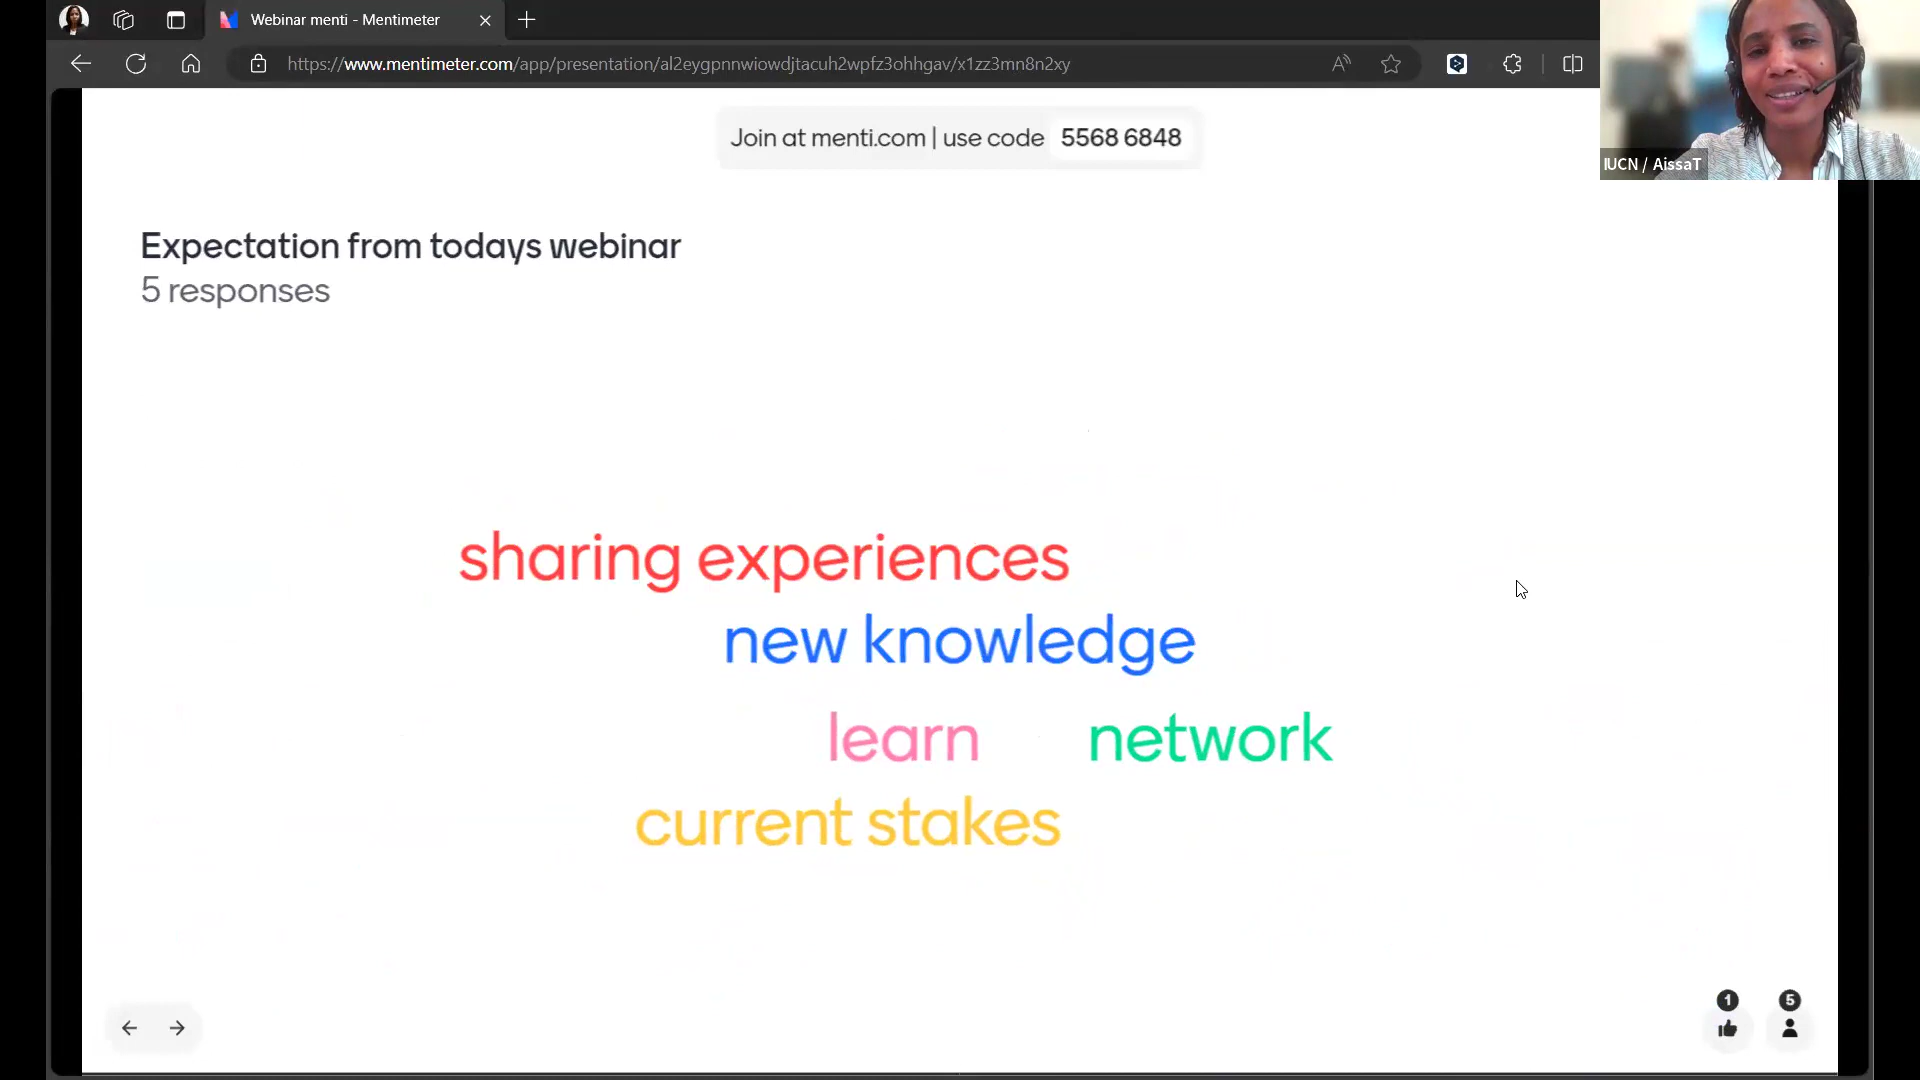 Webinar menti - Mentimeter
https://www.mentimeter.com/app/presentation/al2eygpnnwiowdjtacuh2wpfz3ohhgav/x1zz3mn8n2xy
IUCN / AissaT
Join at menti.com | use code 5568 6848
Expectation from todays webinar
5 responses
sharing experiences
new knowledge
learn network
current stakes
1 5